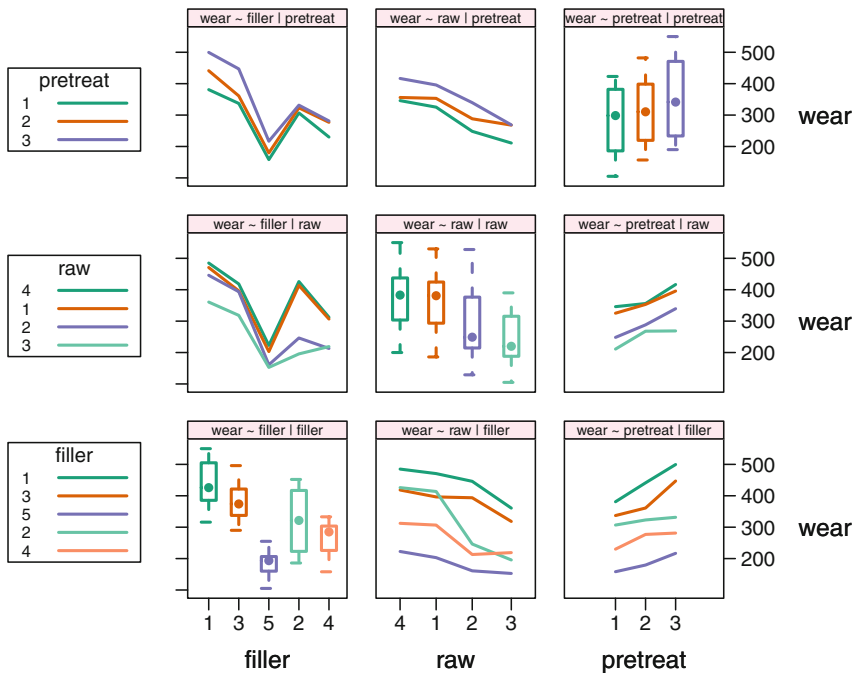 wear ~ filler | pretreat
wear ~ raw | pretreat
wear ~ pretreat | pretreat
pretreat
1
2
3
500
400
300
200
wear
wear ~ filler | raw
wear ~ raw | raw
wear ~ pretreat | raw
raw
4
1
2
3
500
400
300
200
wear
wear ~ filler | filler
wear ~ raw | filler
wear ~ pretreat | filler
filler
1
3
5
2
4
500
400
300
200
wear
1 3 5 2 4
4 1 2 3
1 2 3
filler
raw
pretreat